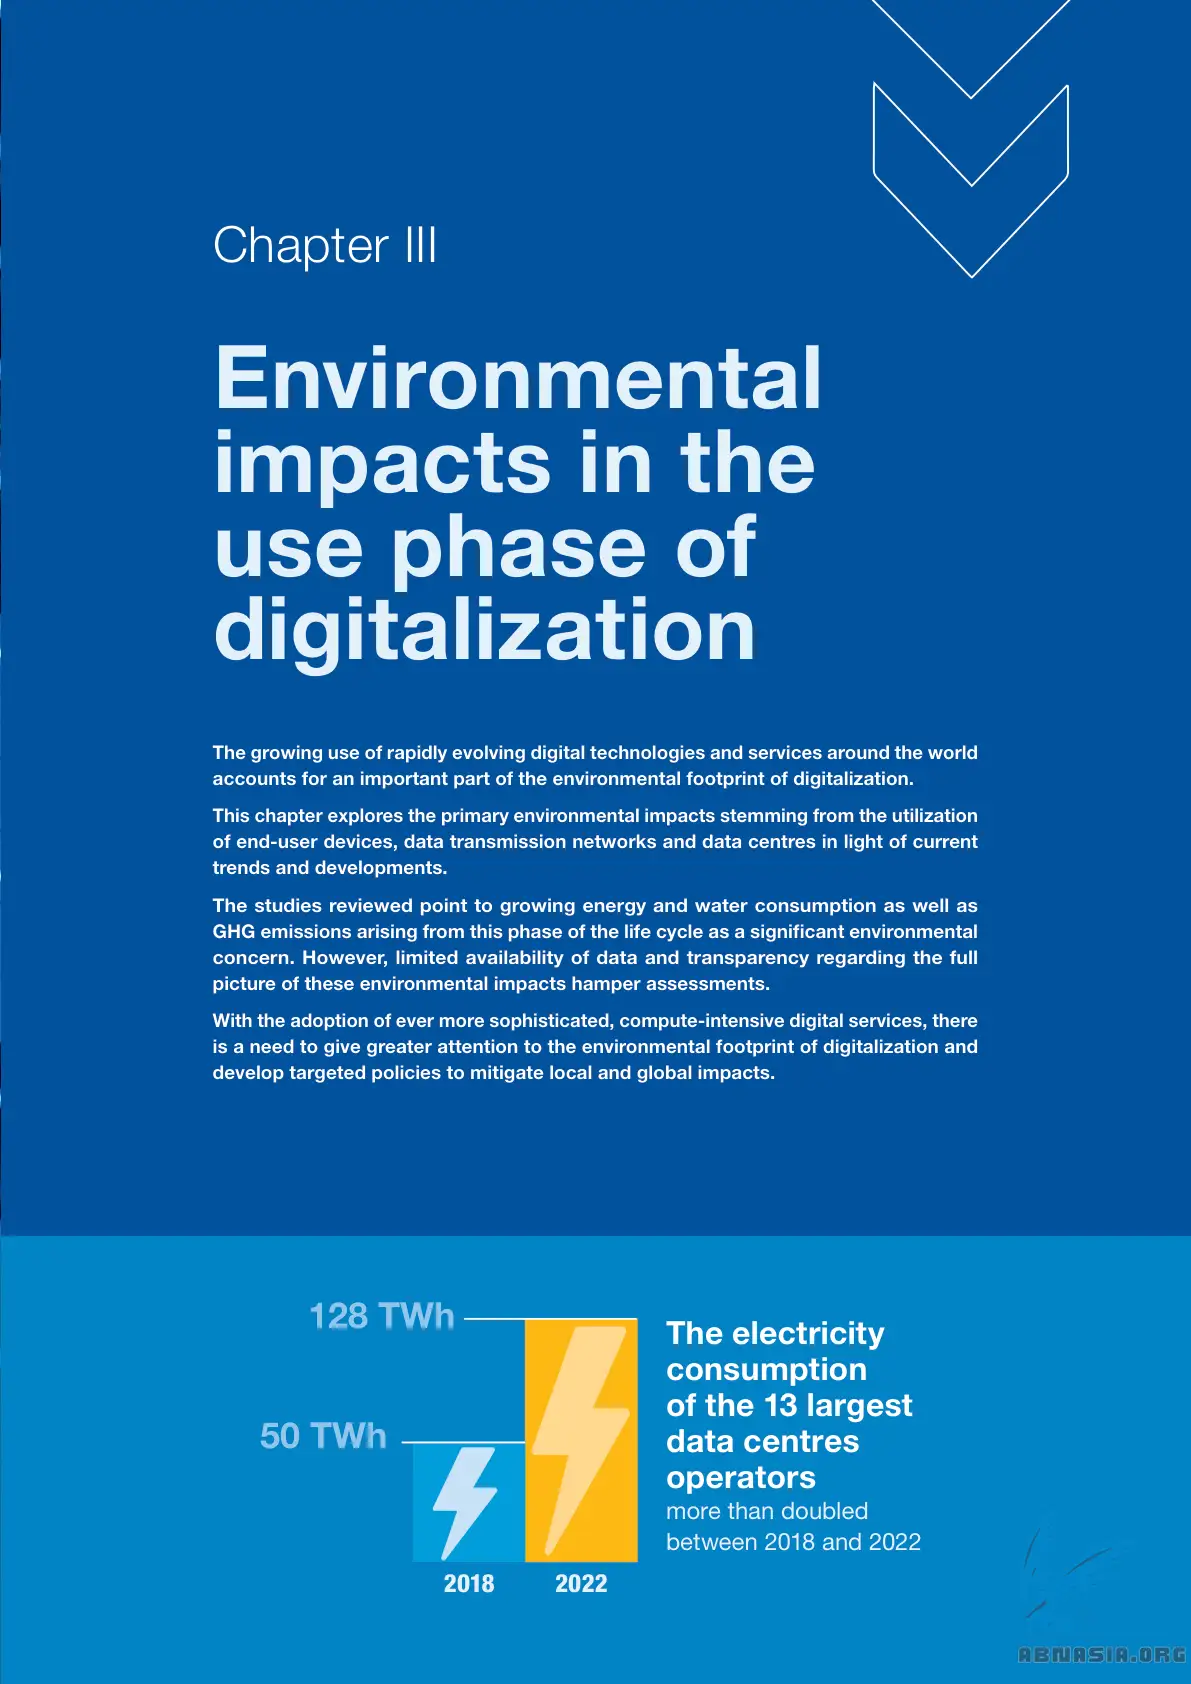 Chapter III
Environmental
impacts in the
use phase of
digitalization
The growing use of rapidly evolving digital technologies and services around the world
accounts for an important part of the environmental footprint of digitalization.
This chapter explores the primary environmental impacts stemming from the utilization
of end-user devices, data transmission networks and data centres in light of current
trends and developments.
The studies reviewed point to growing energy and water consumption as well as
GHG emissions arising from this phase of the life cycle as a significant environmental
concern. However, limited availability of data and transparency regarding the full
picture of these environmental impacts hamper assessments.
With the adoption of ever more sophisticated, compute-intensive digital services, there
is a need to give greater attention to the environmental footprint of digitalization and
develop targeted policies to mitigate local and global impacts.
128 TWh
50 TWh
2018
2022
The electricity
consumption
of the 13 largest
data centres
operators
more than doubled
between 2018 and 2022
ABNASIA.ORG